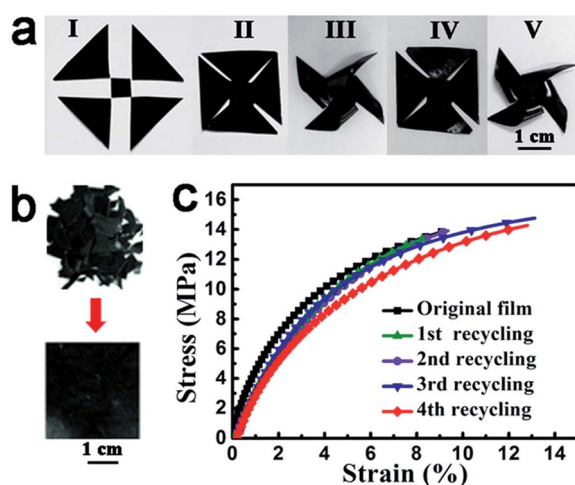 a
I II III IV V
1 cm
b
1 cm
c
Stress (MPa)
16
14
12
10
8
6
4
2
0
Original film
1st recycling
2nd recycling
3rd recycling
4th recycling
0 2 4 6 8 10 12 14
Strain (%)